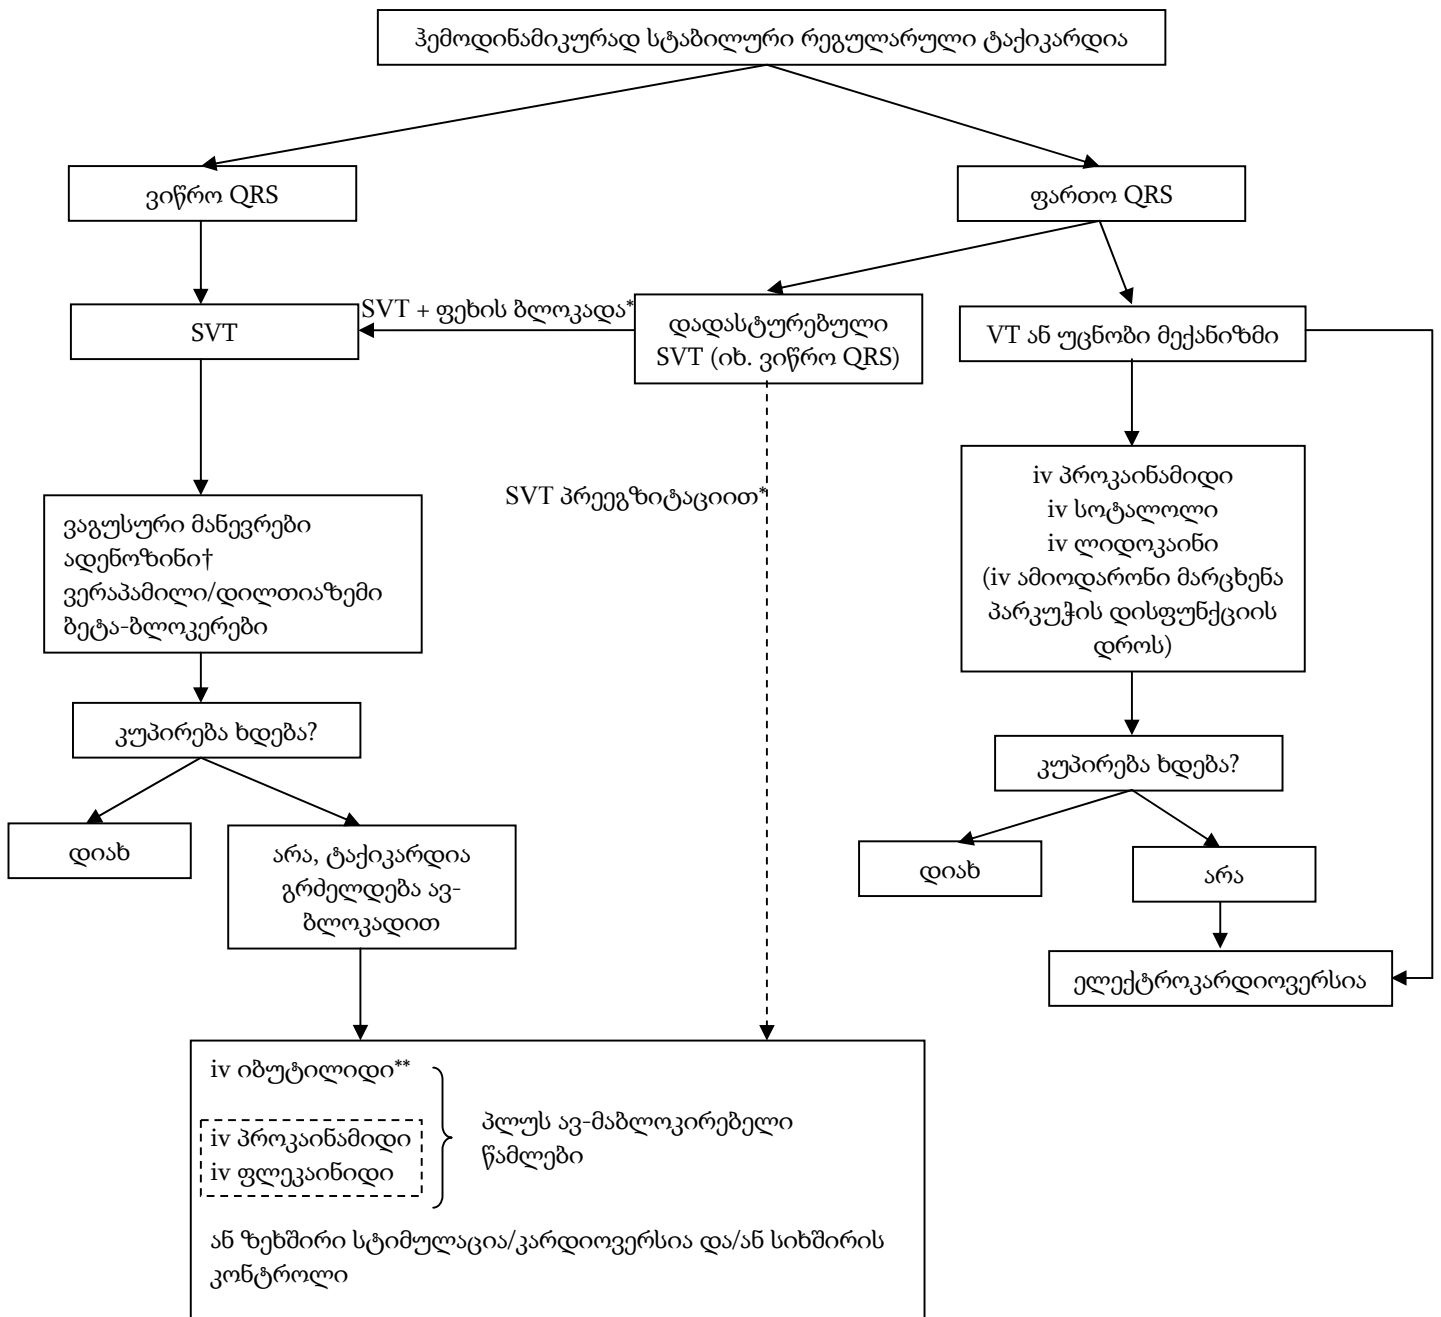 ჰემოდინამიკურად სტაბილური რეგულარული ტაქიკარდია
ვიწრო QRS
ფართო QRS
SVT + ფეხის ბლოკადა*
SVT
დადასტურებული
SVT (იხ. ვიწრო QRS)
VT ან უცნობი მექანიზმი
SVT პრეეგზიტაციით*
ვაგუსური მანევრები
ადენოზინი†
ვერაპამილი/დილთიაზემი
ბეტა-ბლოკერები
iv პროკაინამიდი
iv სოტალოლი
iv ლიდოკაინი
(iv ამიოდარონი მარცხენა
პარკუჭის დისფუნქციის
დროს)
კუპირება ხდება?
კუპირება ხდება?
დიახ
არა, ტაქიკარდია
გრძელდება ავ-
ბლოკადით
დიახ
არა
ელექტროკარდიოვერსია
iv იბუტილიდი**
iv პროკაინამიდი
iv ფლეკაინიდი
პლუს ავ-მაბლოკირებელი
წამლები
ან ზეხშირი სტიმულაცია/კარდიოვერსია და/ან სიხშირის
კონტროლი